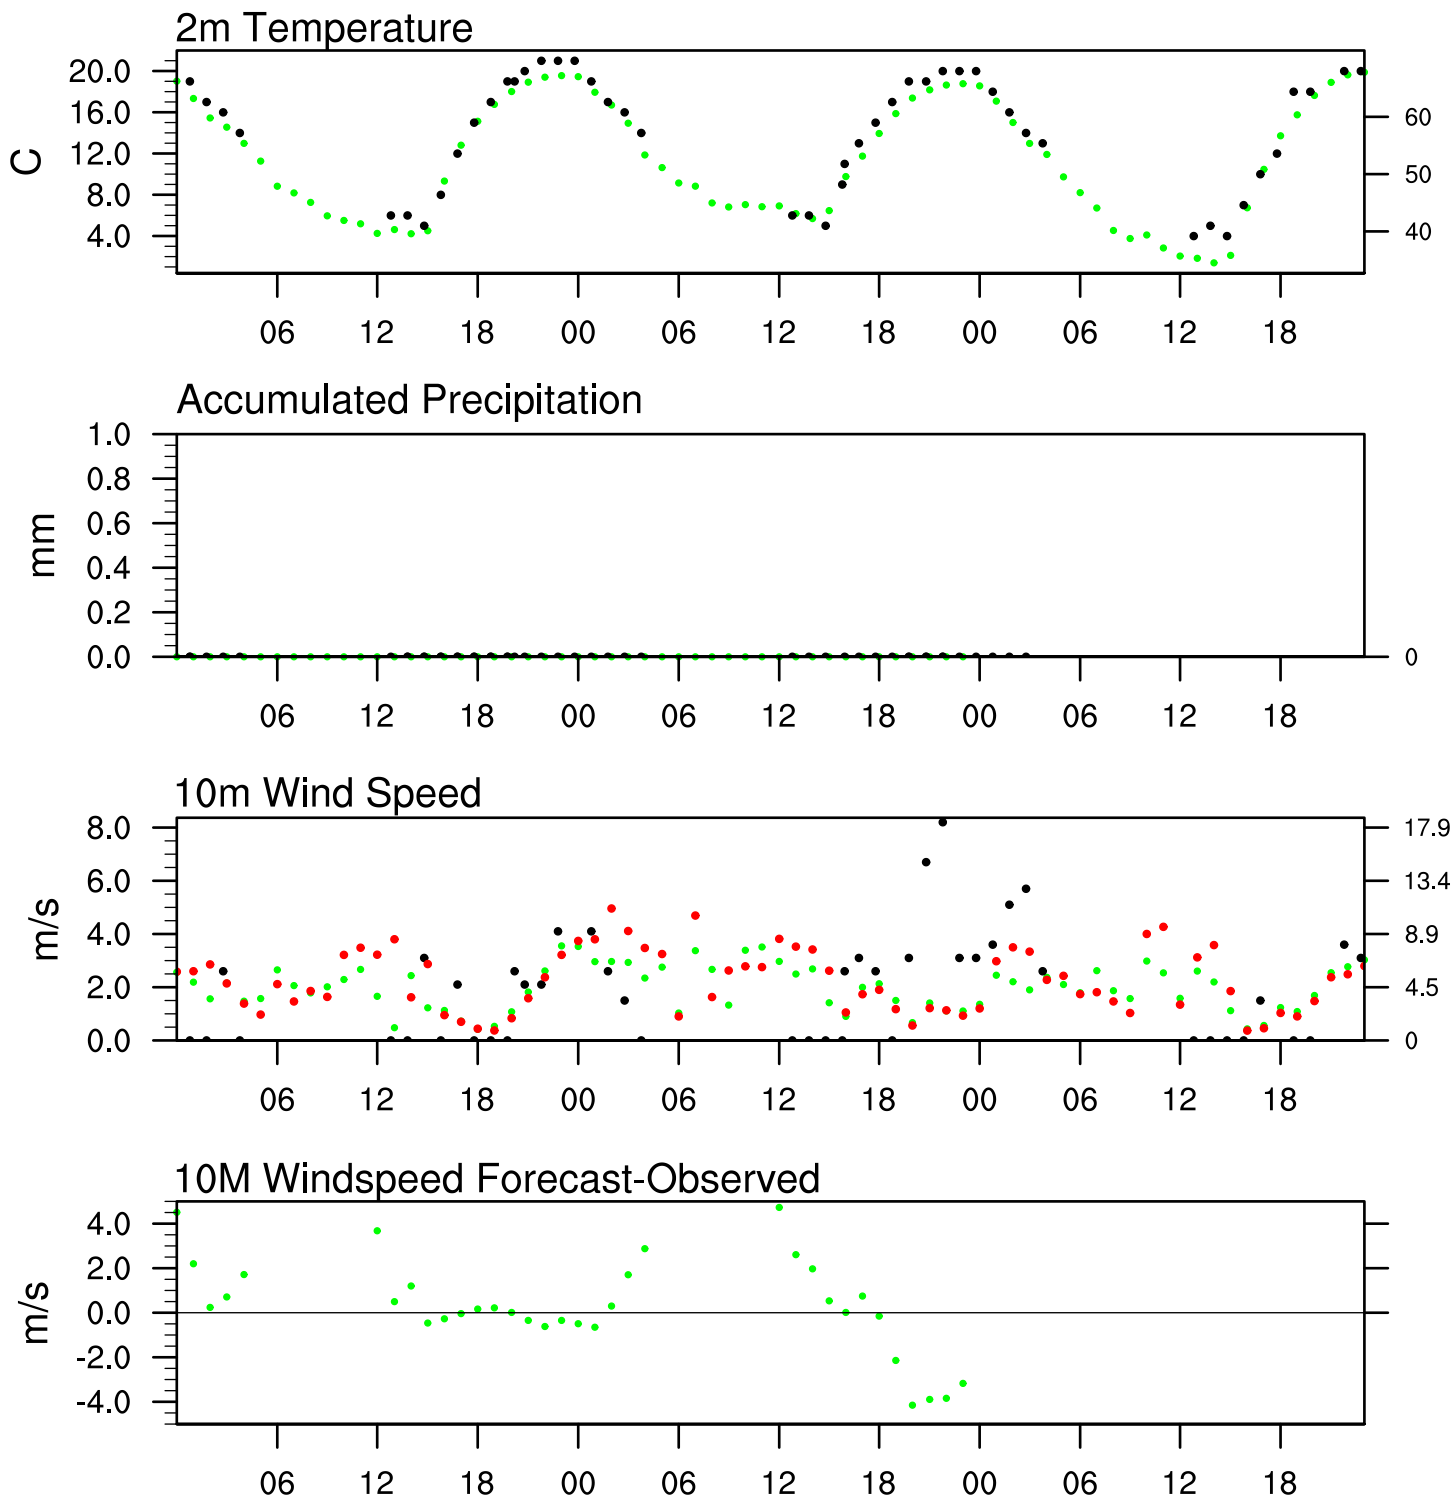 2m Temperature
20.0
16.0
12.0
8.0
4.0
C
60
50
40
06 12 18 00 06 12 18 00 06 12 18
Accumulated Precipitation
1.0
0.8
0.6
0.4
0.2
0.0
mm
0
06 12 18 00 06 12 18 00 06 12 18
10m Wind Speed
8.0
6.0
4.0
2.0
0.0
m/s
17.9
13.4
8.9
4.5
0
06 12 18 00 06 12 18 00 06 12 18
10M Windspeed Forecast-Observed
4.0
2.0
0.0
-2.0
-4.0
m/s
06 12 18 00 06 12 18 00 06 12 18